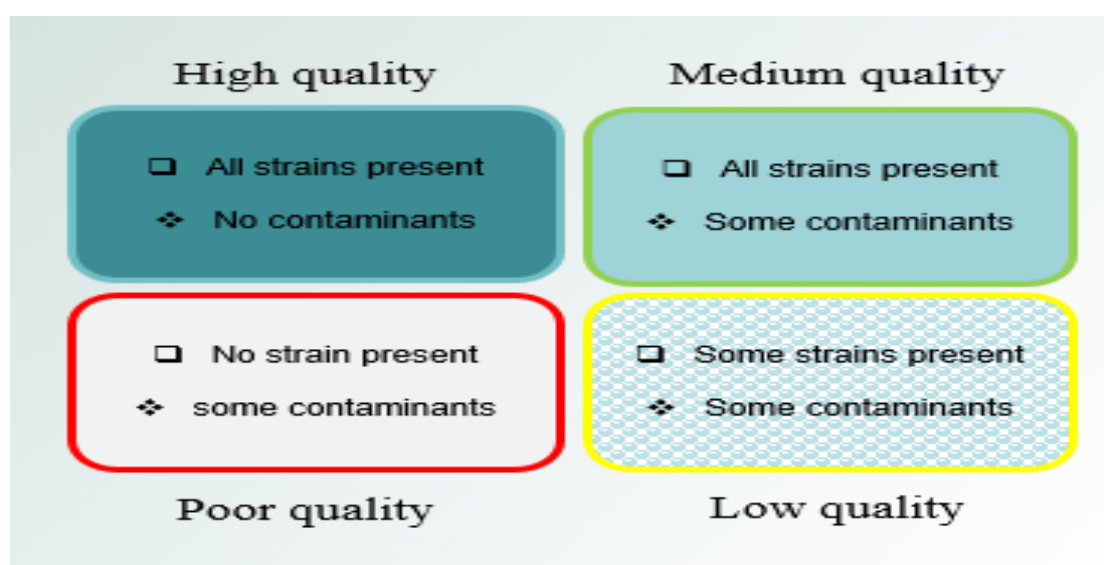 High quality
❑ All strains present
❖ No contaminants
Medium quality
❑ All strains present
❖ Some contaminants
❑ No strain present
❖ some contaminants
Poor quality
❑ Some strains present
❖ Some contaminants
Low quality